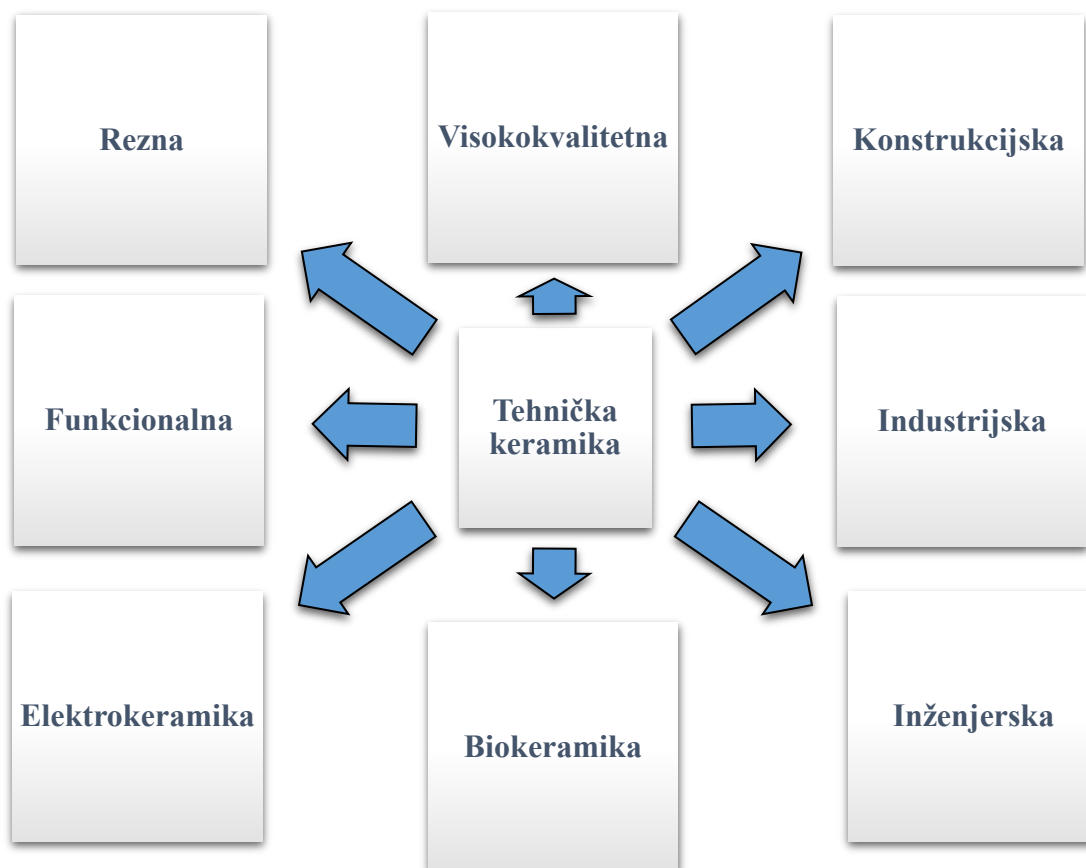 Rezna
Visokokvalitetna
Konstrukcijska
Funkcionalna
Tehnička
keramika
Industrijska
Elektrokeramika
Biokeramika
Inženjerska